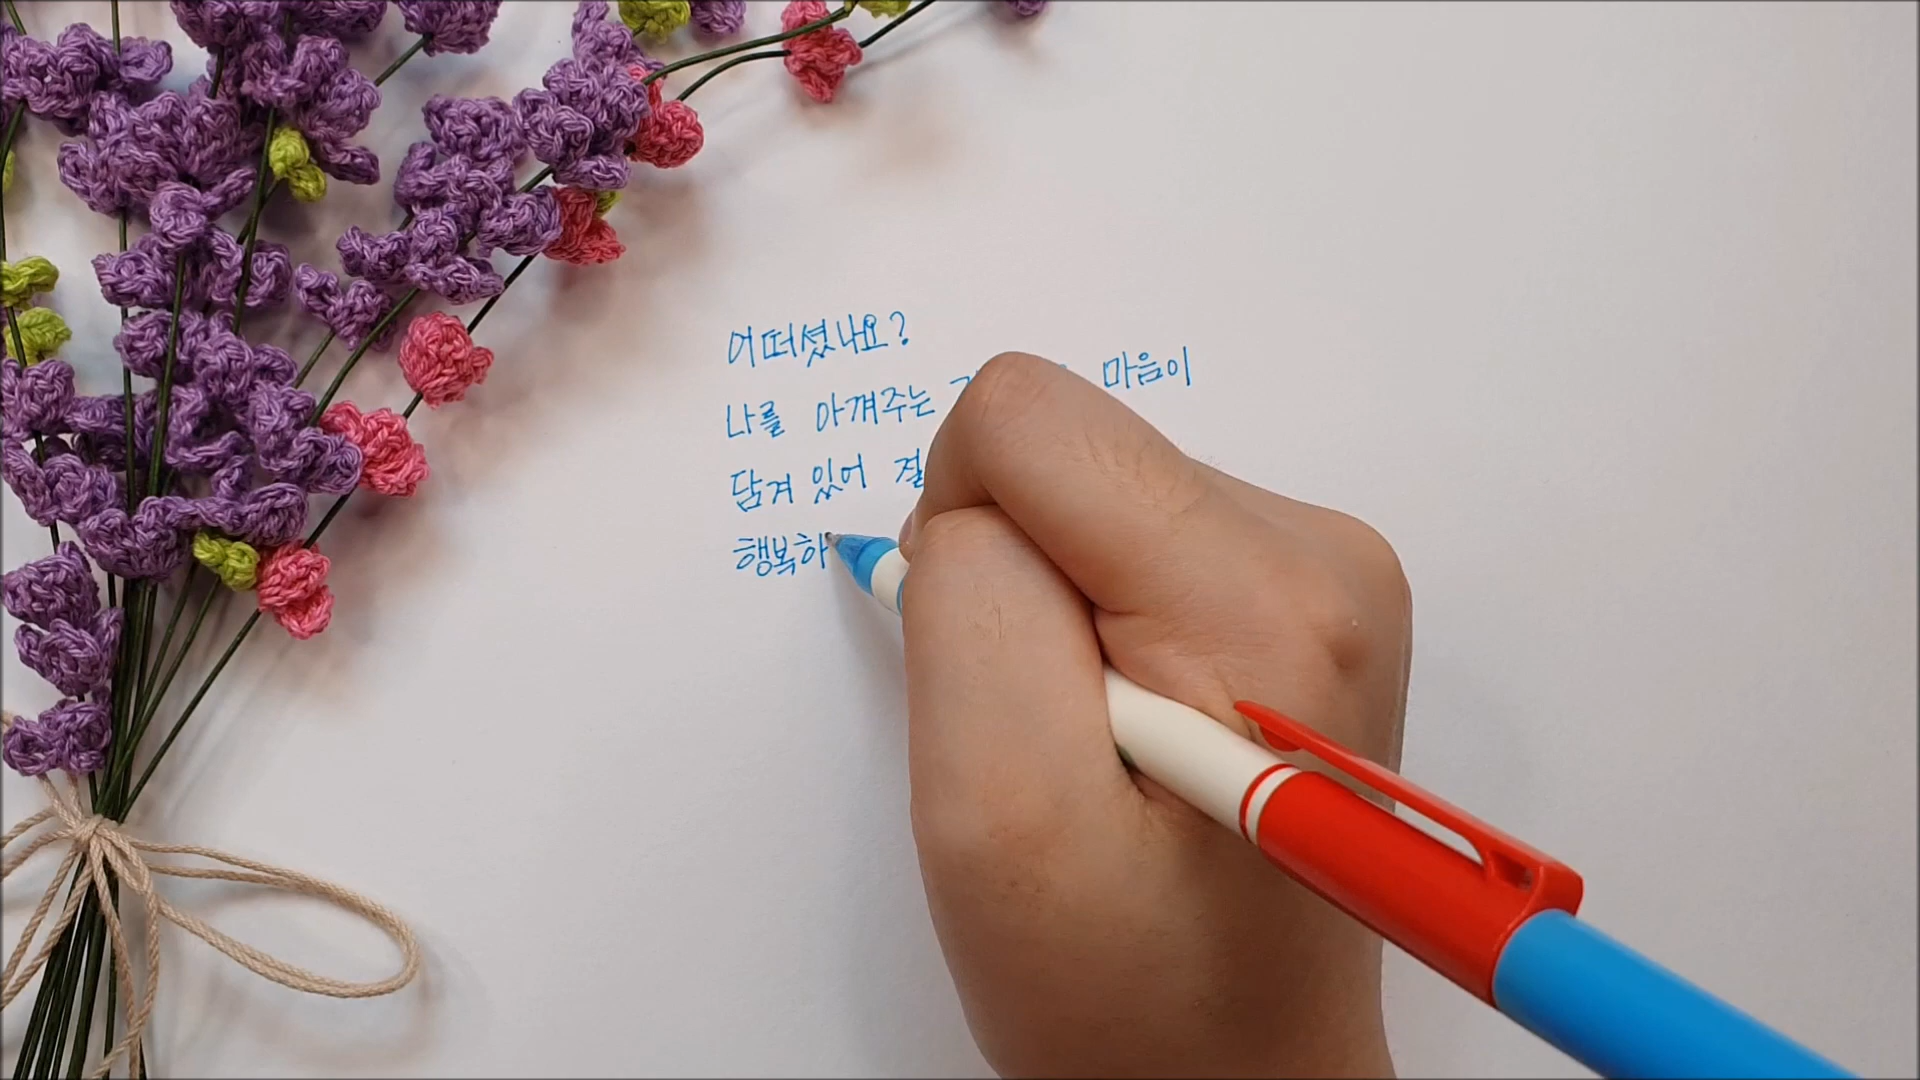 어떠셨나요?
나를 아껴주는 마음이
담겨 있어
행복하